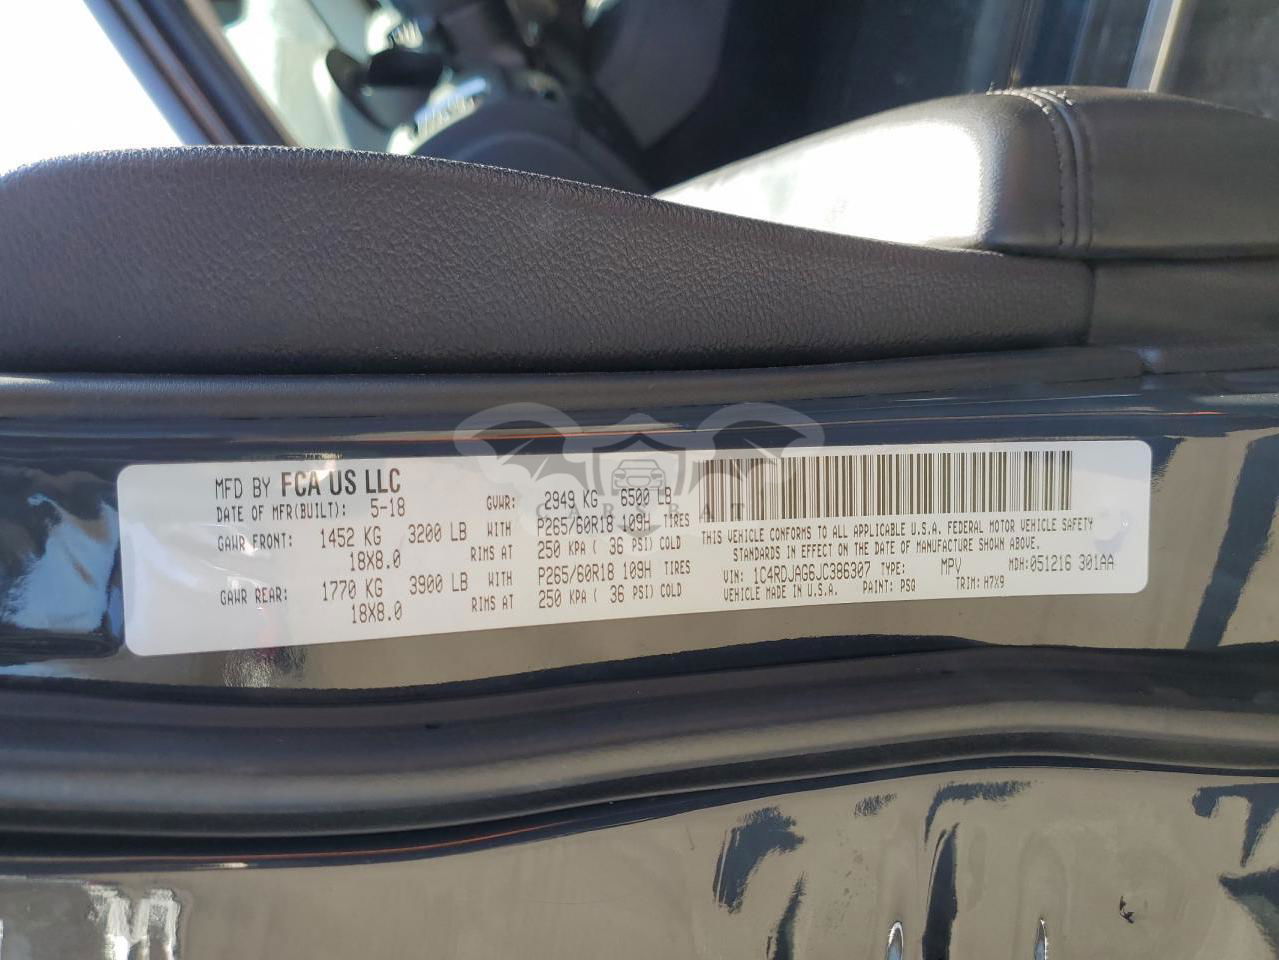 MFD BY FCA US LLC
DATE OF MFR(BUILT): 5-18 GVWR: 2949 KG 6500 LB
GAWR FRONT: 1452 KG 3200 LB WITH P265/60R18 109H TIRES
18X8.0 RIMS AT 250 KPA ( 36 PSI) COLD
GAWR REAR: 1770 KG 3900 LB WITH P265/60R18 109H TIRES
18X8.0 RIMS AT 250 KPA ( 36 PSI) COLD
THIS VEHICLE CONFORMS TO ALL APPLICABLE U.S.A. FEDERAL MOTOR VEHICLE SAFETY
STANDARDS IN EFFECT ON THE DATE OF MANUFACTURE SHOWN ABOVE.
VIN: 1C4RDJAG6JC386307 TYPE: MPV MDH:051216 301AA
VEHICLE MADE IN U.S.A. PAINT: PSQ TRIM: H7X9